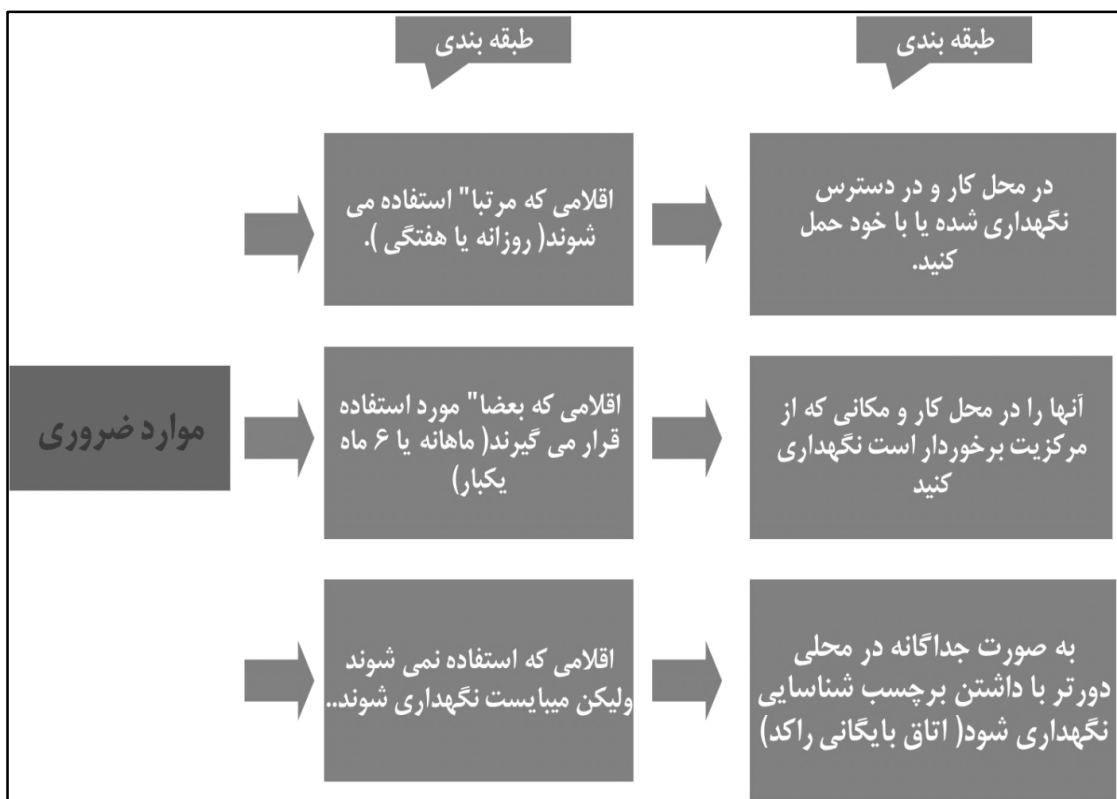 طبقه بندی
طبقه بندی
موارد ضروری
اقلامی که مرتبا" استفاده می
شوند( روزانه یا هفتگی ).
در محل کار و در دسترس
نگهداری شده یا با خود حمل
کنید.
اقلامی که بعضا" مورد استفاده
قرار می گیرند( ماهانه یا ۶ ماه
یکبار)
آنها را در محل کار و مکانی که از
مرکزیت برخوردار است نگهداری
کنید
اقلامی که استفاده نمی شوند
ولیکن میبایست نگهداری شوند..
به صورت جداگانه در محلی
دورتر با داشتن برچسب شناسایی
نگهداری شود( اتاق بایگانی راکد)